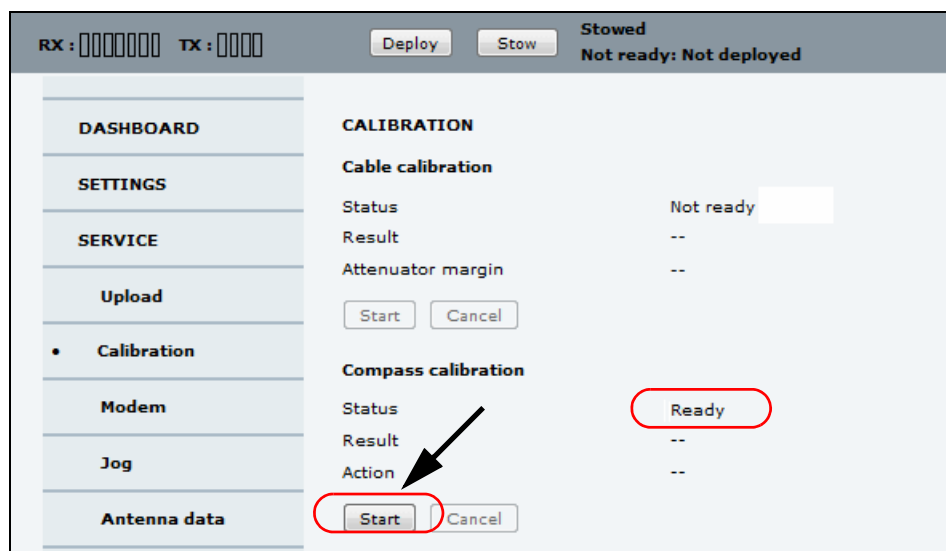 RX : TX : Deploy Stow Stowed
Not ready: Not deployed
DASHBOARD
SETTINGS
SERVICE
Upload
• Calibration
Modem
Jog
Antenna data
CALIBRATION
Cable calibration
Status Not ready
Result --
Attenuator margin --
Start Cancel
Compass calibration
Status Ready
Result --
Action --
Start Cancel